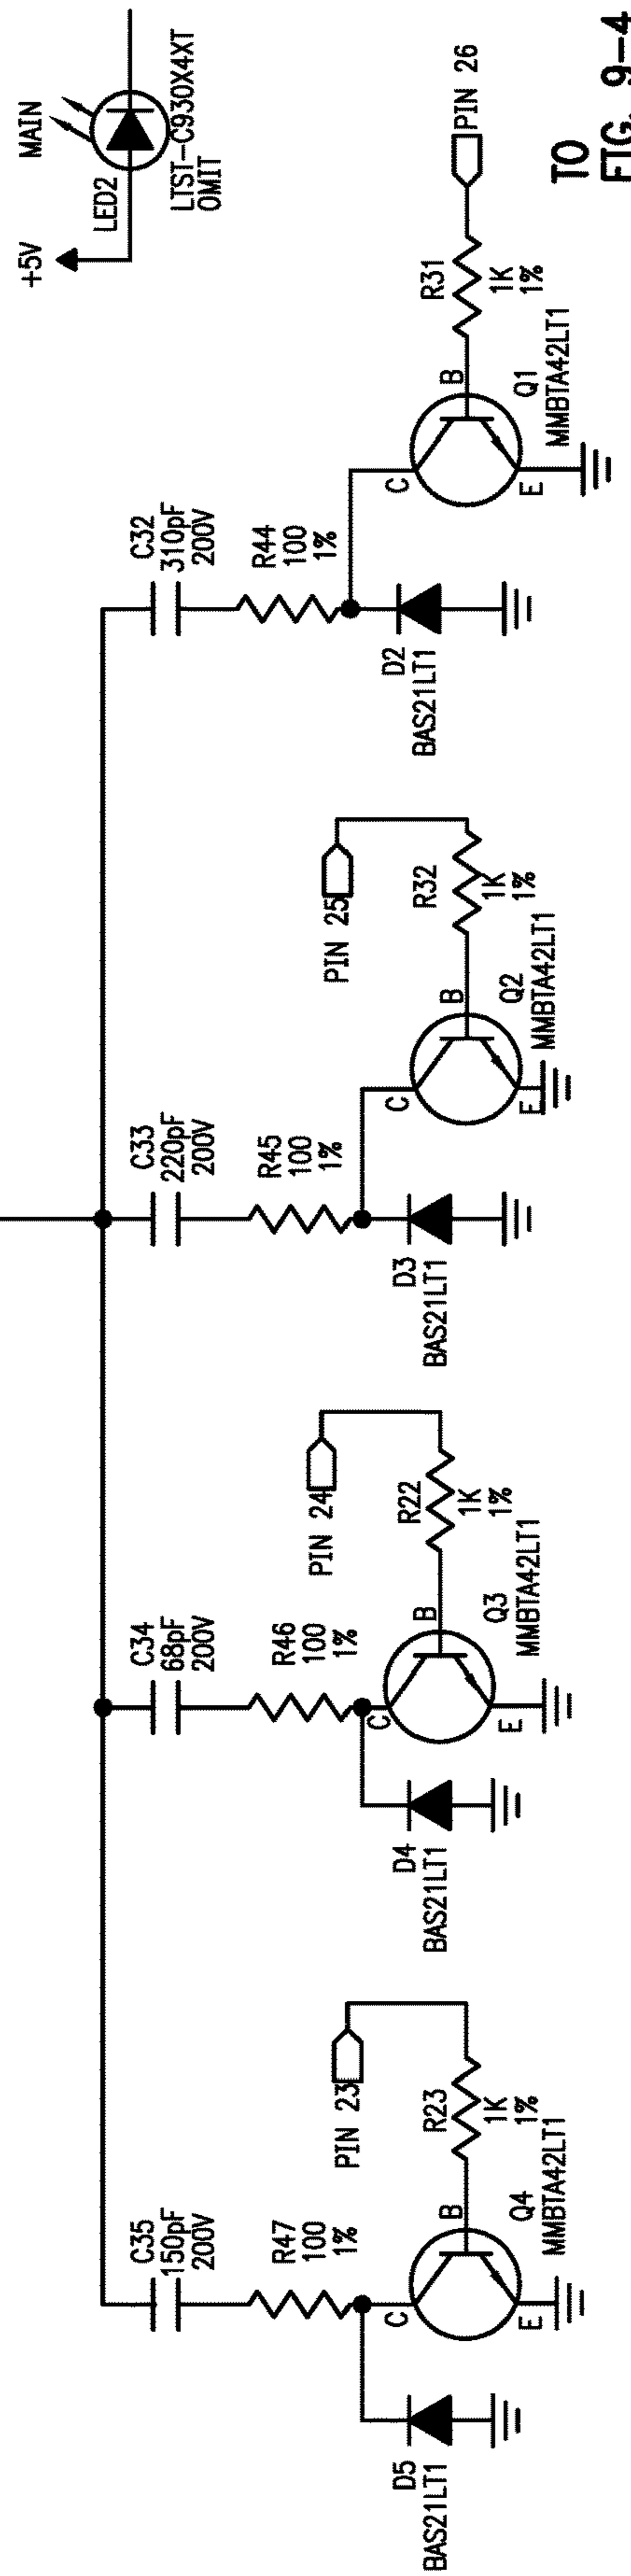 +5V
MAIN
LED2
LTST-C930X4XT
OMIT
C35
150pF
200V
C34
68pF
200V
C33
220pF
200V
C32
310pF
200V
R47
100
1%
R46
100
1%
R45
100
1%
R44
100
1%
PIN 23
PIN 24
PIN 25
PIN 26
D5
BAS21LT1
C
B
E
R23
1K
1%
Q4
MMBTA42LT1
D4
BAS21LT1
C
B
E
R22
1K
1%
Q3
MMBTA42LT1
D3
BAS21LT1
C
B
E
R32
1K
1%
Q2
MMBTA42LT1
D2
BAS21LT1
C
B
E
R31
1K
1%
Q1
MMBTA42LT1
TO
FIG. 9-4